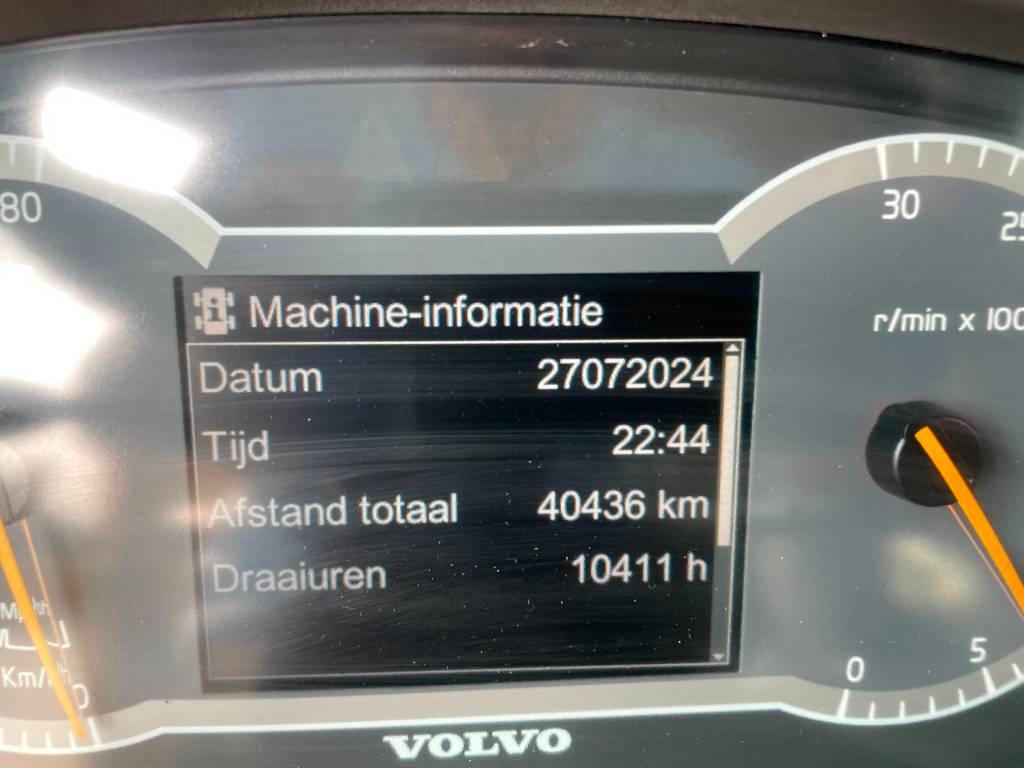 80
30
25
Machine-informatie
r/min x 100
Datum 27072024
Tijd 22:44
Afstand totaal 40436 km
Draaiuren 10411 h
0
0 5
VOLVO